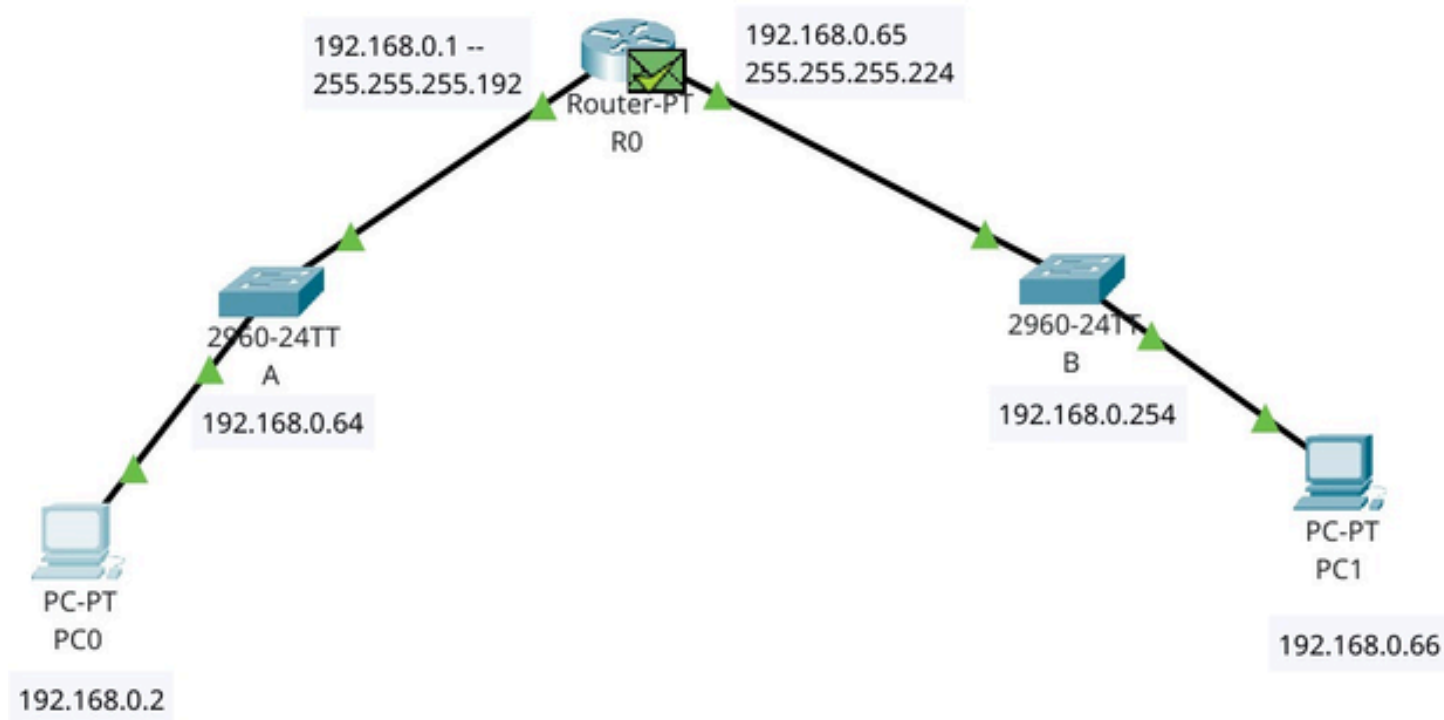 192.168.0.1 --
255.255.255.192
192.168.0.65
255.255.255.224
Router-PT
R0
2960-24TT
A
192.168.0.64
2960-24TT
B
192.168.0.254
PC-PT
PC0
192.168.0.2
PC-PT
PC1
192.168.0.66